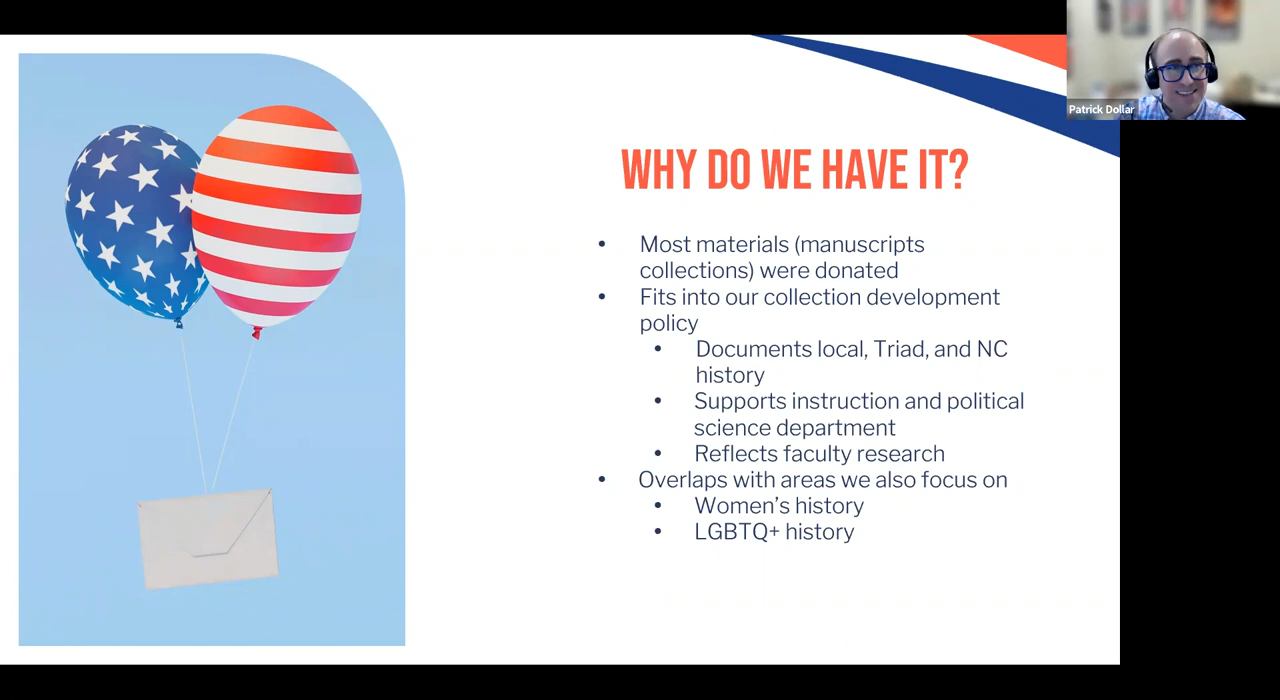 Patrick Dollar
WHY DO WE HAVE IT?
• Most materials (manuscripts
collections) were donated
• Fits into our collection development
policy
• Documents local, Triad, and NC
history
• Supports instruction and political
science department
• Reflects faculty research
• Overlaps with areas we also focus on
• Women’s history
• LGBTQ+ history